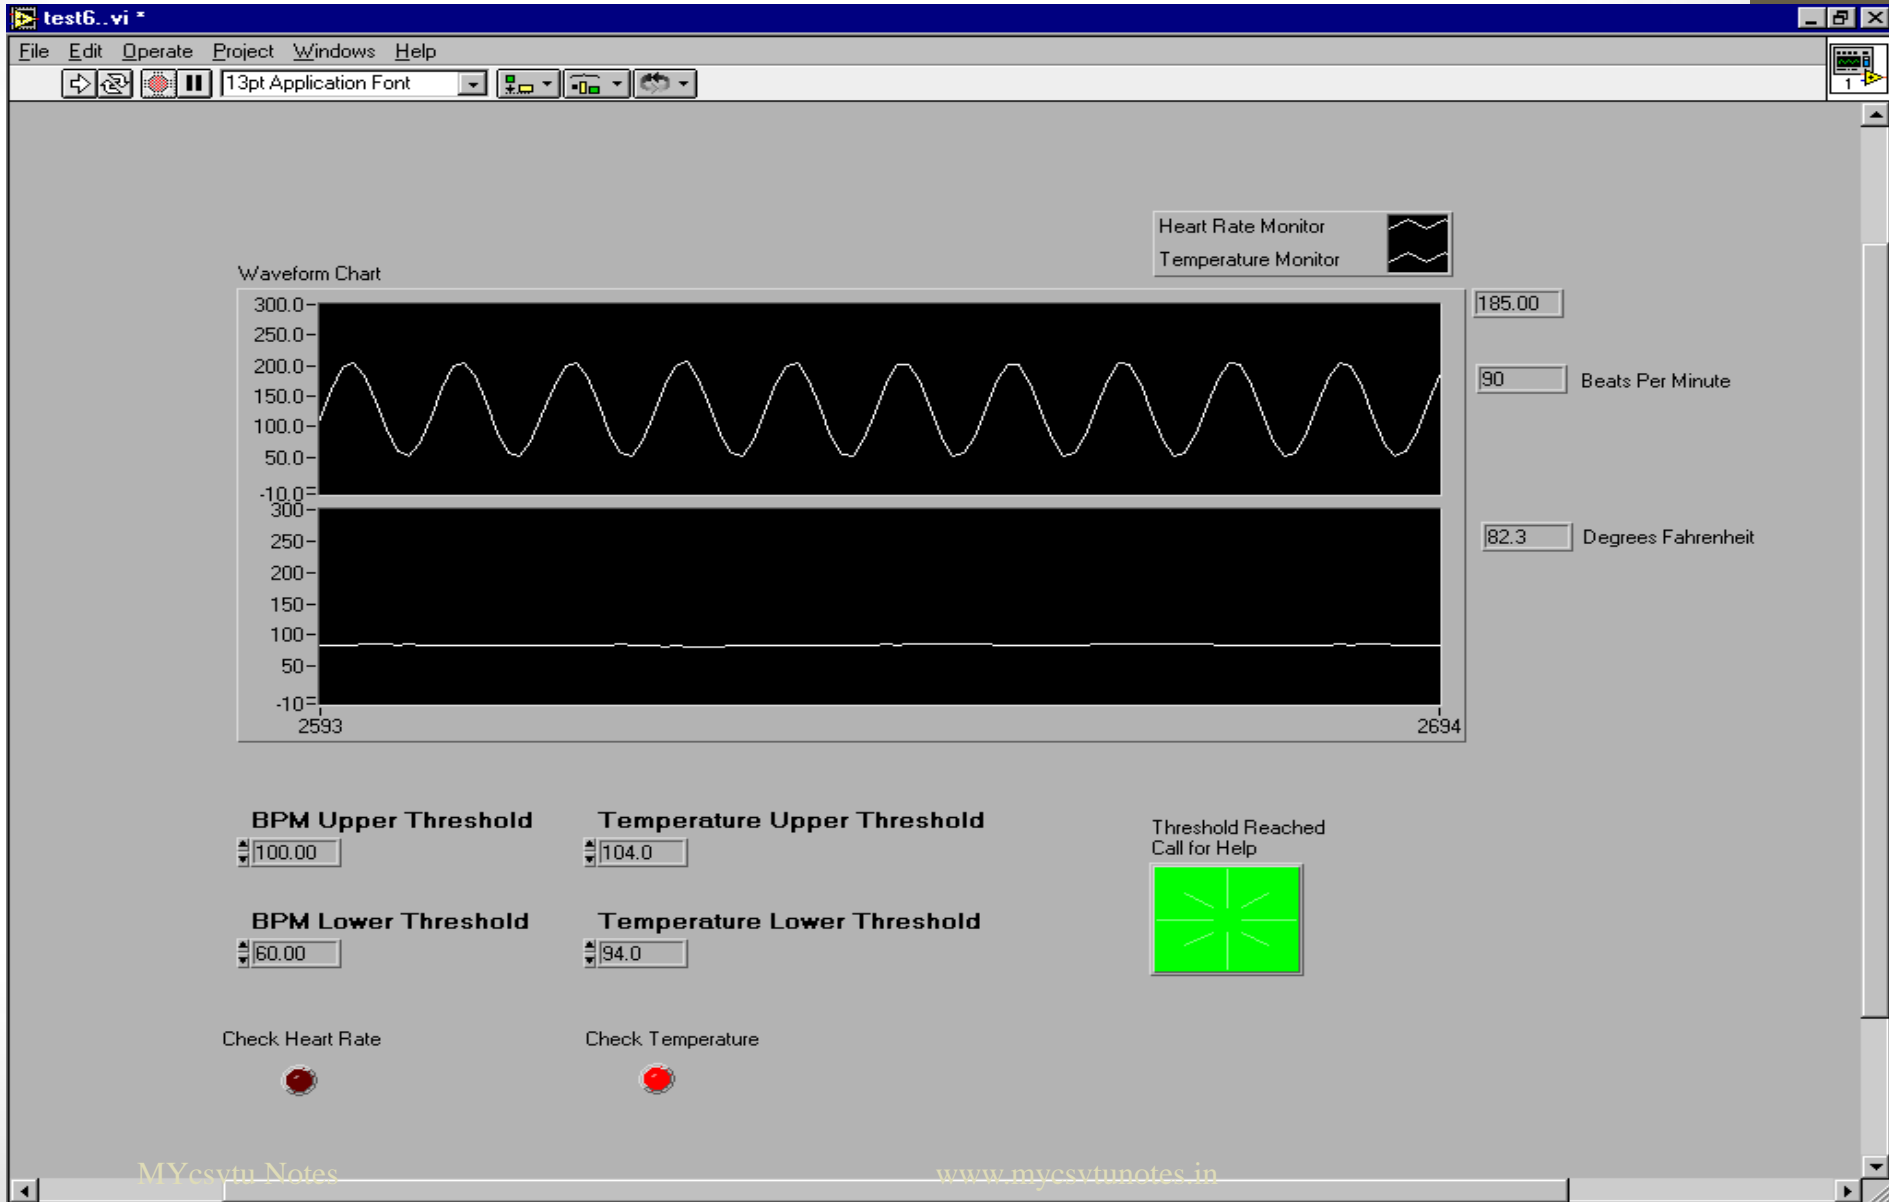 test6..vi *
File Edit Operate Project Windows Help
13pt Application Font
1
Heart Rate Monitor
Temperature Monitor
Waveform Chart
300.0
250.0
200.0
150.0
100.0
50.0
-10.0
185.00
90 Beats Per Minute
300
250
200
150
100
50
-10
82.3 Degrees Fahrenheit
2593 2694
BPM Upper Threshold Temperature Upper Threshold
100.00 104.0
Threshold Reached
Call for Help
BPM Lower Threshold Temperature Lower Threshold
60.00 94.0
Check Heart Rate Check Temperature
MYcsvtu Notes www.mycsvtunotes.in